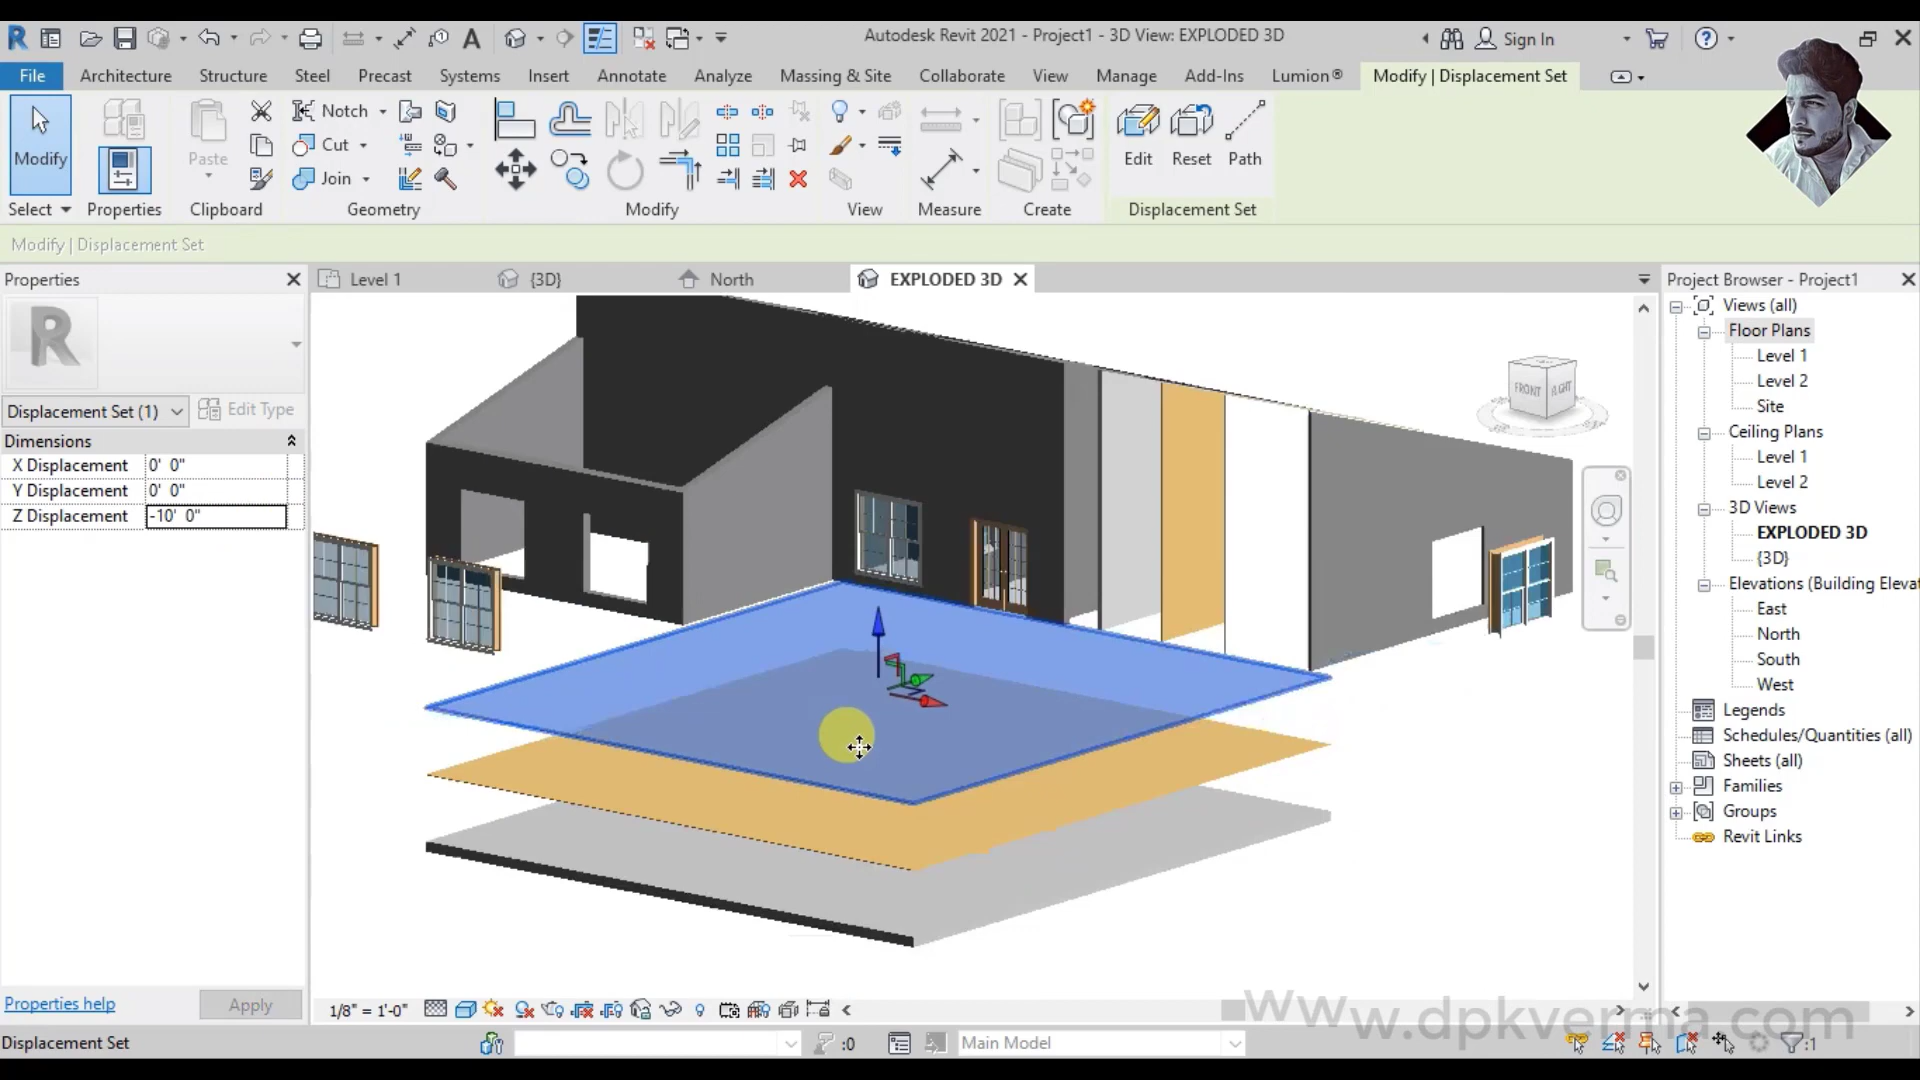 Autodesk Revit 2021 - Project1 - 3D View: EXPLODED 3D
Sign In
File
Architecture
Structure
Steel
Precast
Systems
Insert
Annotate
Analyze
Massing & Site
Collaborate
View
Manage
Add-Ins
Lumion®
Modify | Displacement Set
Modify
Paste
Notch
Cut
Join
Edit
Reset
Path
Select
Properties
Clipboard
Geometry
Modify
View
Measure
Create
Displacement Set
Modify | Displacement Set
Properties
Level 1
{3D}
North
EXPLODED 3D
Project Browser - Project1
Displacement Set (1)
Edit Type
Dimensions
X Displacement 0' 0"
Y Displacement 0' 0"
Z Displacement -10' 0"
Properties help
Apply
FRONT
Views (all)
Floor Plans
Level 1
Level 2
Site
Ceiling Plans
Level 1
Level 2
3D Views
EXPLODED 3D
{3D}
Elevations (Building Elevat
East
North
South
West
Legends
Schedules/Quantities (all)
Sheets (all)
Families
Groups
Revit Links
1/8" = 1'-0"
www.dpkverma.com
Displacement Set
:0
Main Model
:1